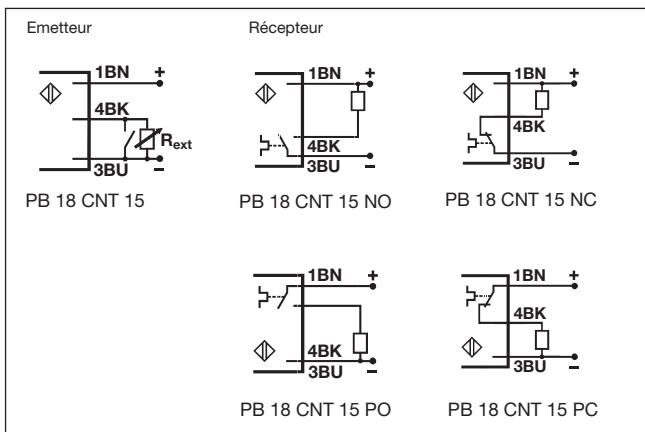 Emetteur
Récepteur
1BN +
4BK
Rext
3BU –
PB 18 CNT 15
1BN +
4BK
3BU –
PB 18 CNT 15 NO
1BN +
4BK
3BU –
PB 18 CNT 15 NC
1BN +
4BK
3BU –
PB 18 CNT 15 PO
1BN +
4BK
3BU –
PB 18 CNT 15 PC